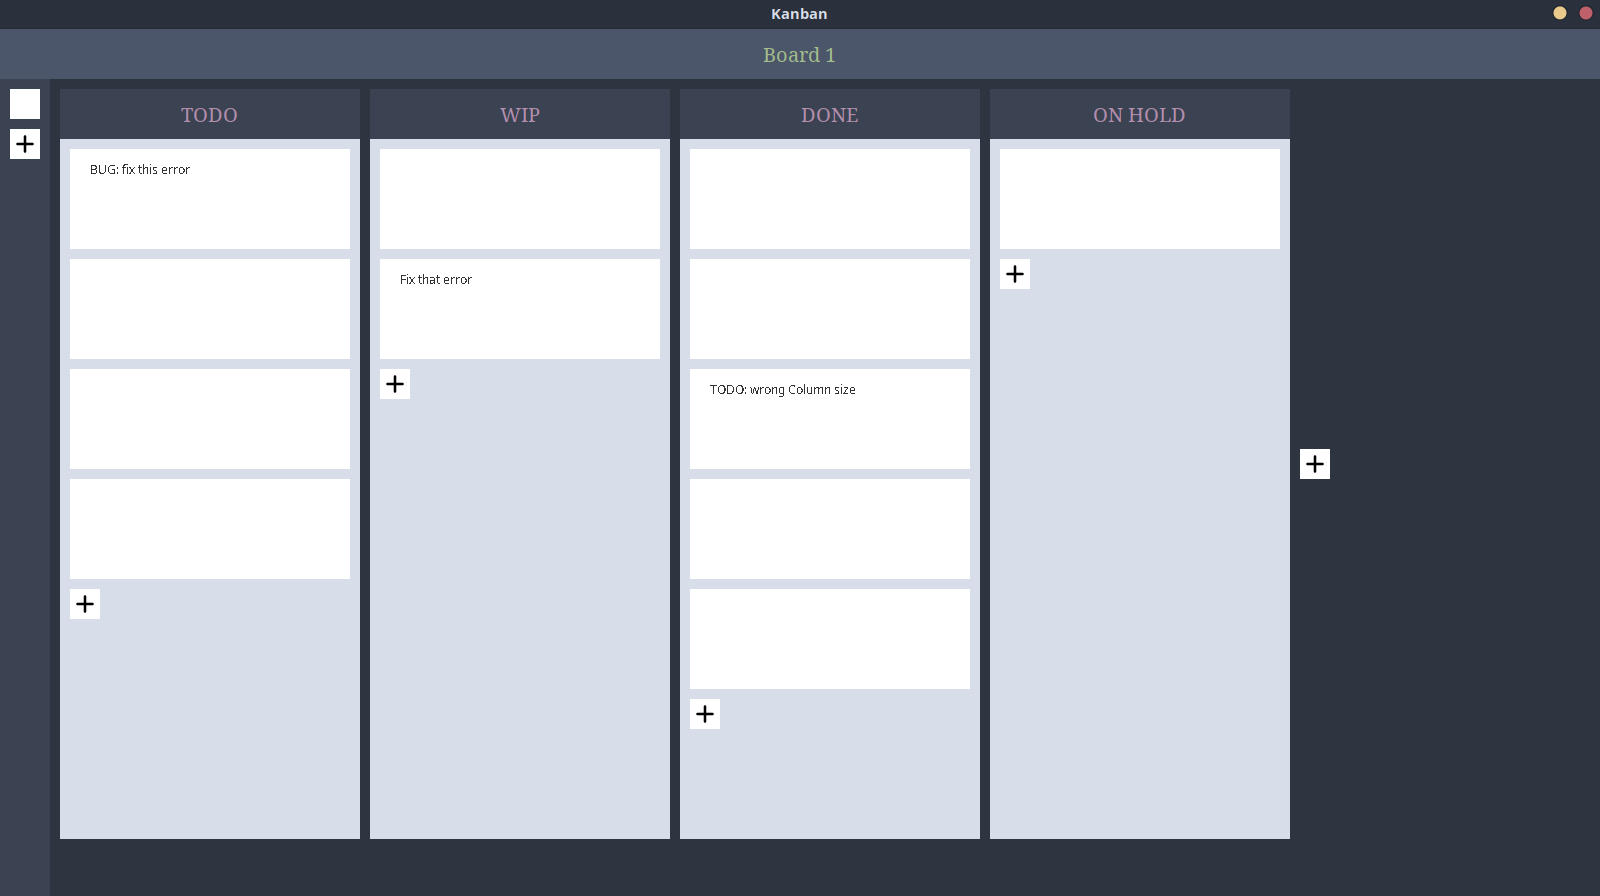 Kanban
Board 1
TODO
WIP
DONE
ON HOLD
BUG: fix this error
Fix that error
TODO: wrong Column size